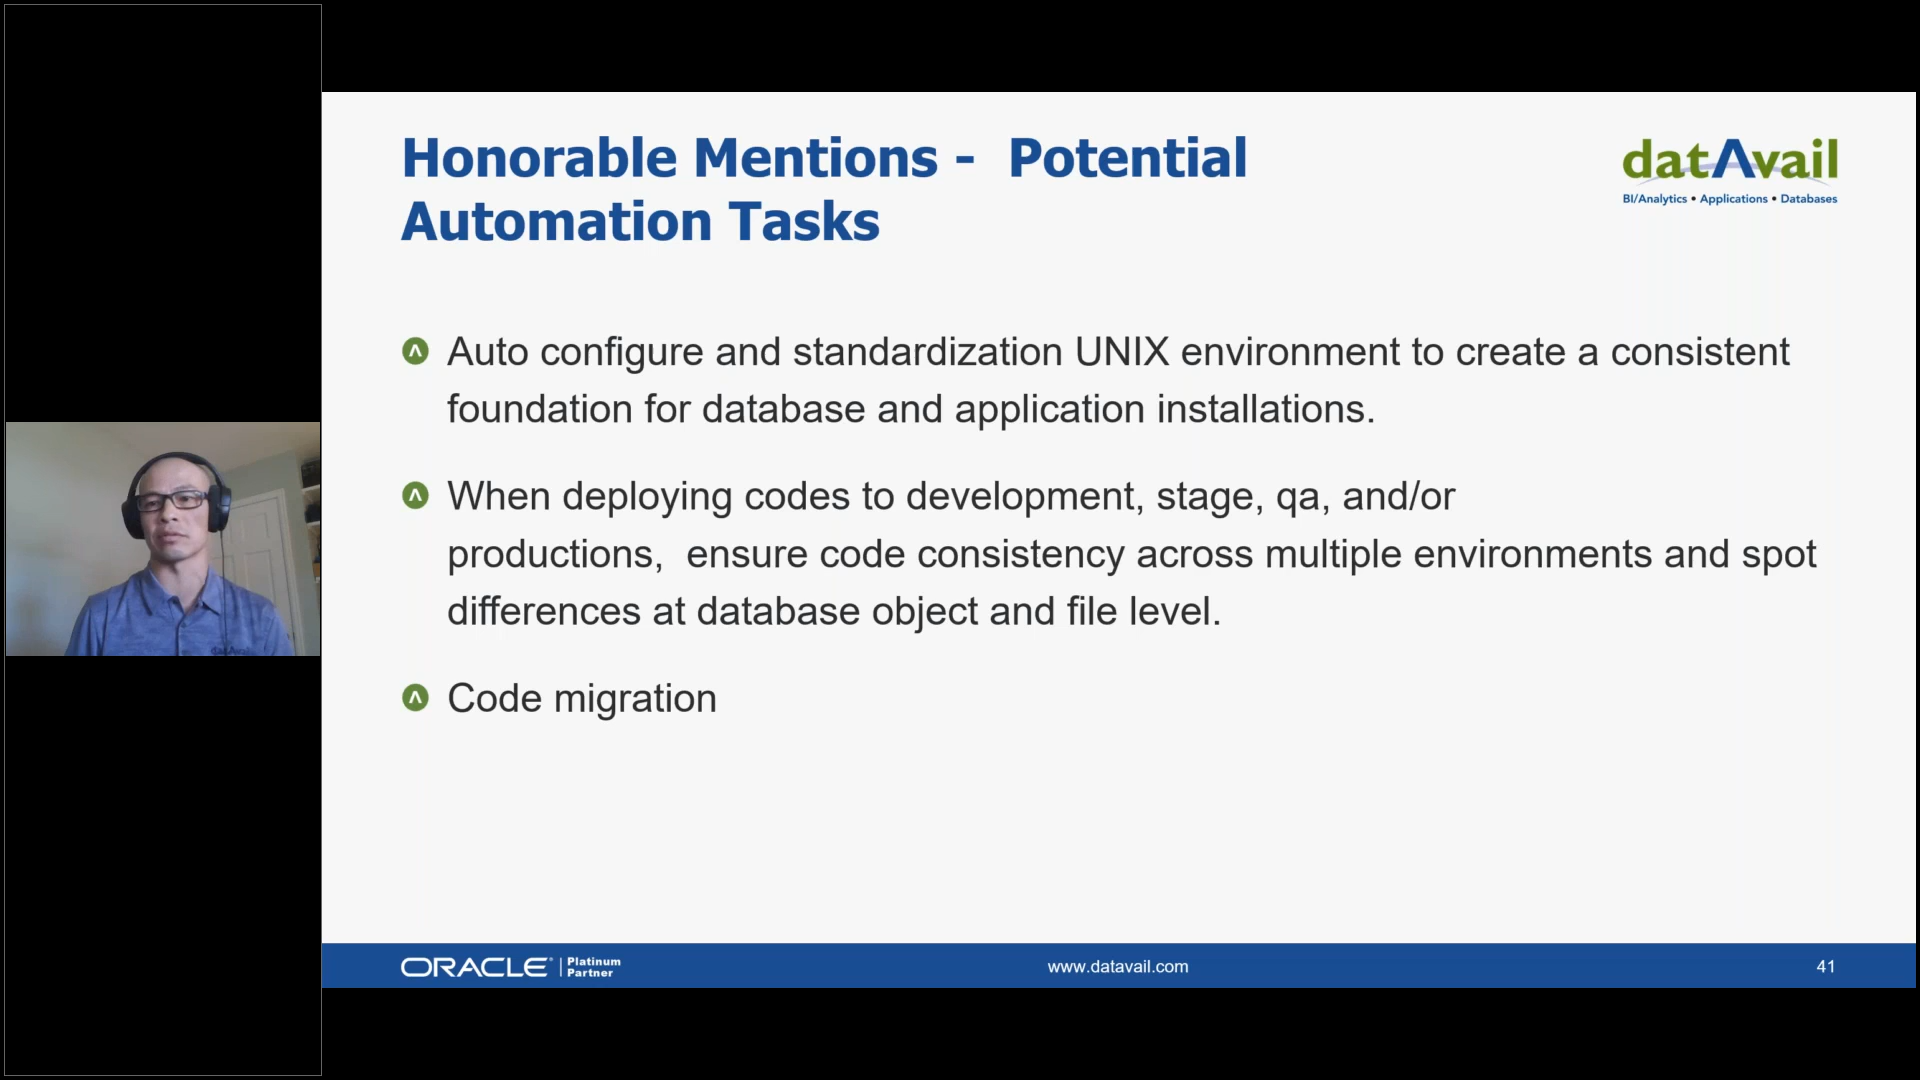 Honorable Mentions -  Potential
Automation Tasks
datAvail
BI/Analytics • Applications • Databases
Auto configure and standardization UNIX environment to create a consistent
foundation for database and application installations.
When deploying codes to development, stage, qa, and/or
productions,  ensure code consistency across multiple environments and spot
differences at database object and file level.
Code migration
ORACLE | Platinum
Partner
www.datavail.com
41